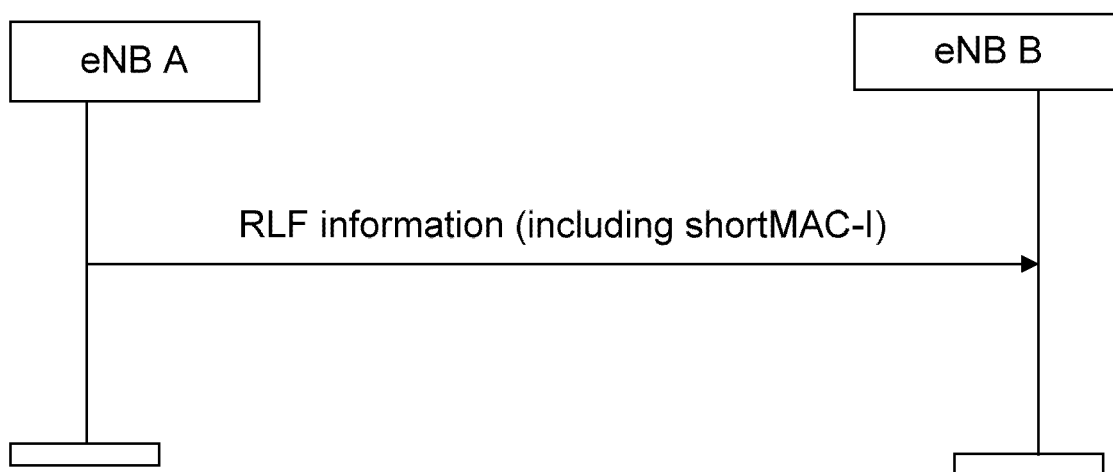 eNB A
eNB B
RLF information (including shortMAC-I)